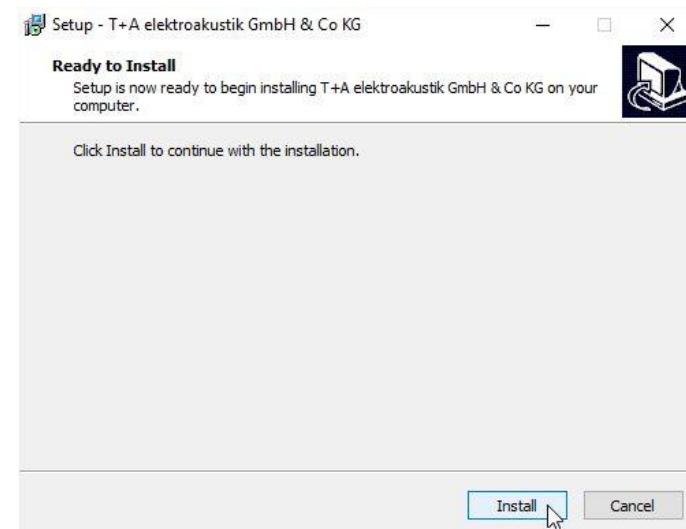 Setup - T+A elektroakustik GmbH & Co KG
Ready to Install
Setup is now ready to begin installing T+A elektroakustik GmbH & Co KG on your
computer.
Click Install to continue with the installation.
Install
Cancel